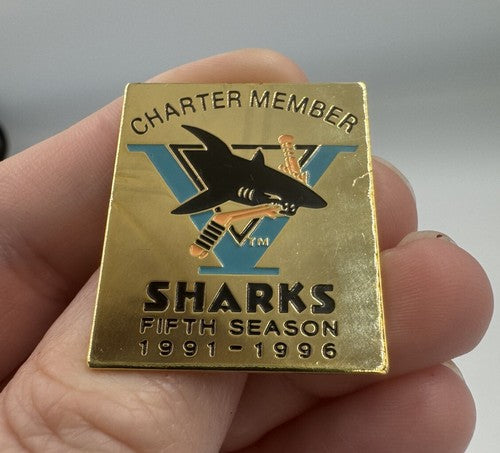 CHARTER MEMBER
V
TM
SHARKS
FIFTH SEASON
1991-1996